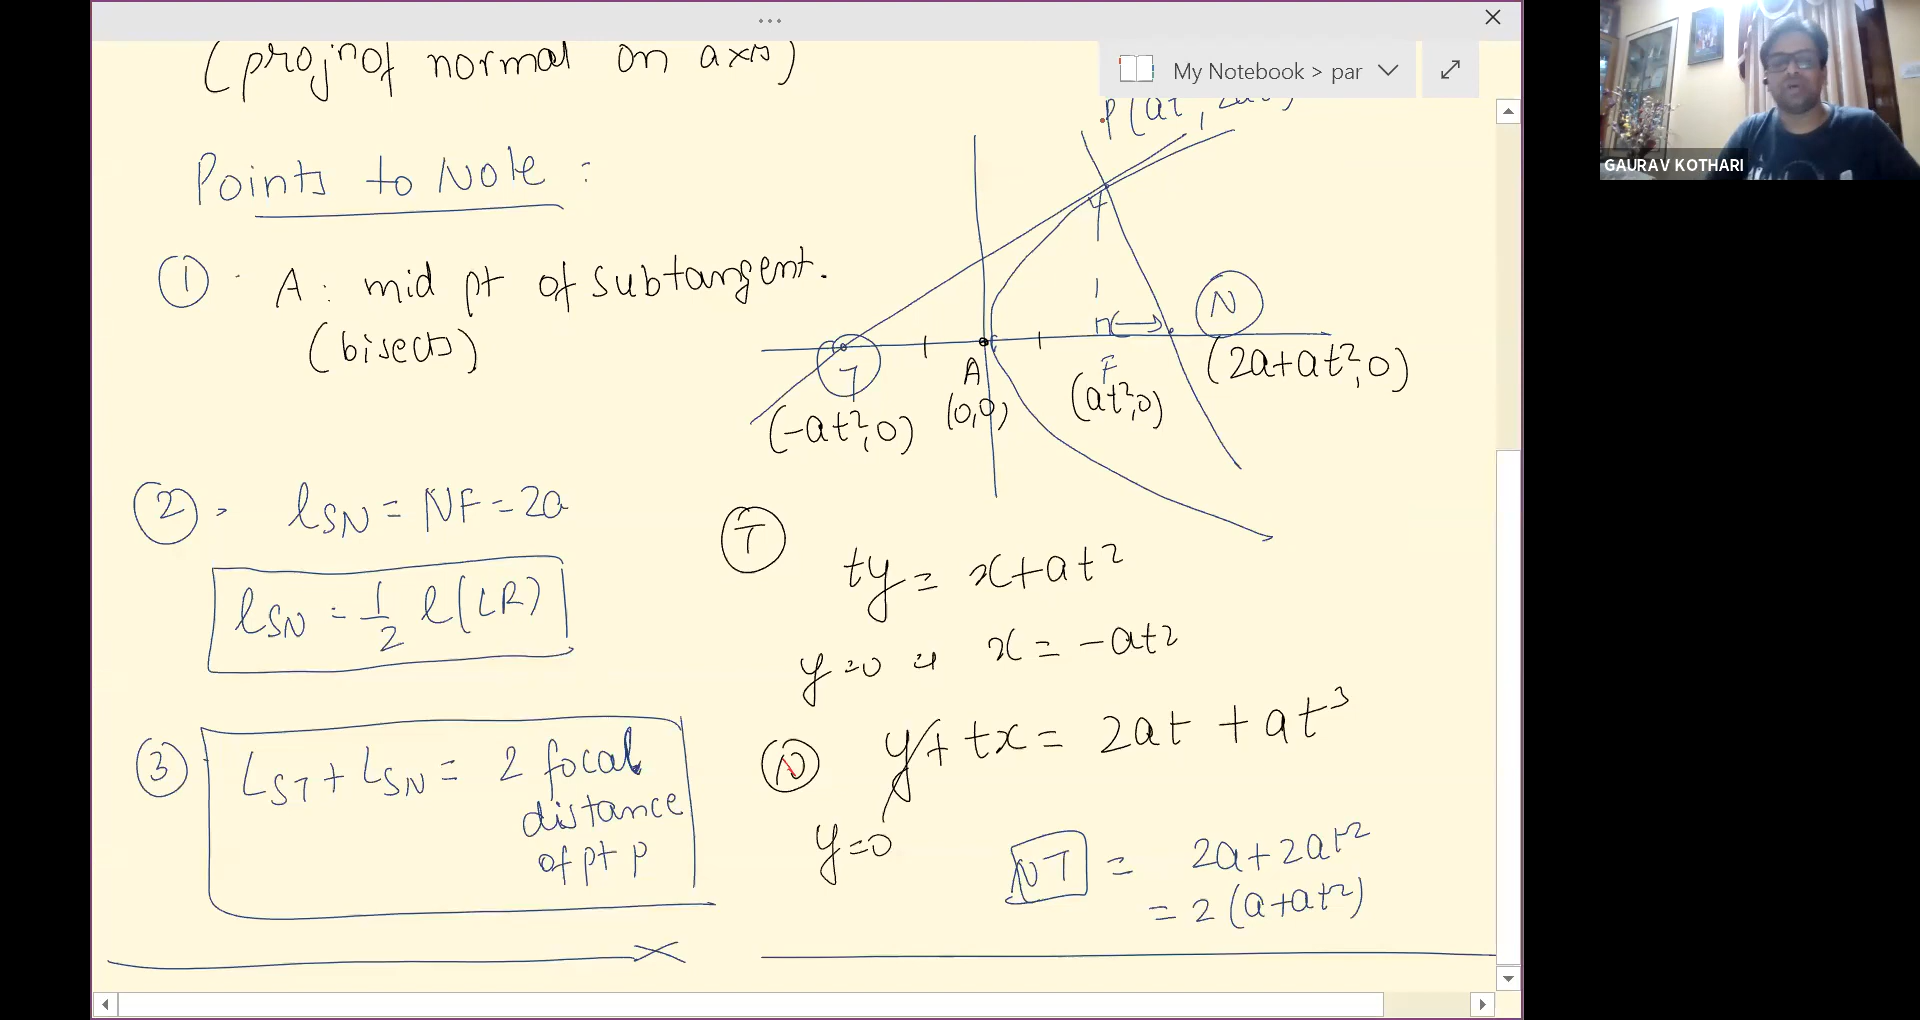 (projⁿ of normal on axis)
My Notebook > par
GAURAV KOTHARI
P(at²,
Points to Note :
① A : mid pt of subtangent.
(bisects)
T
A
F
N
(-at², 0)
(0,0)
(at², 0)
(2a+at², 0)
② lSN = NF = 2a
lSN = 1/2 l(LR)
③ LST + LSN = 2 focal
distance
of pt P
Ⓣ ty = x+at²
y=0 x = -at²
Ⓝ y + tx = 2at + at³
y=0
NT = 2a+2at²
= 2(a+at²)